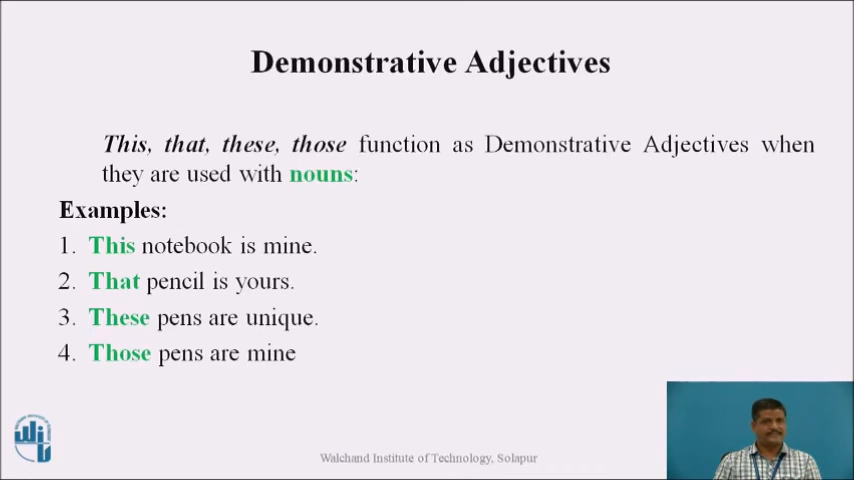 Demonstrative Adjectives
This, that, these, those function as Demonstrative Adjectives when
they are used with nouns:
Examples:
1. This notebook is mine.
2. That pencil is yours.
3. These pens are unique.
4. Those pens are mine
Walchand Institute of Technology, Solapur